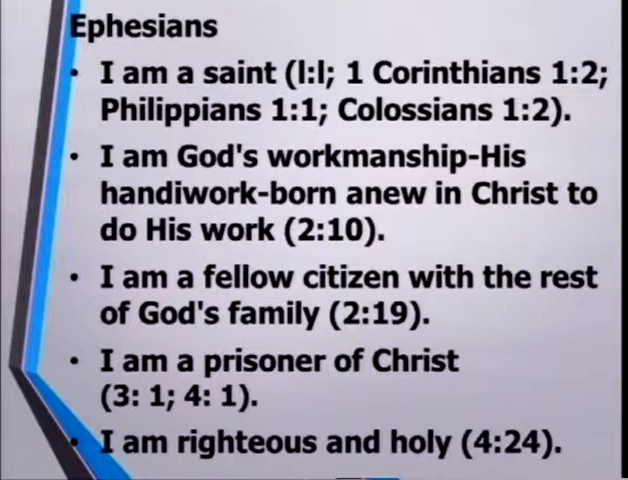 Ephesians
• I am a saint (l:l; 1 Corinthians 1:2;
Philippians 1:1; Colossians 1:2).
• I am God's workmanship-His
handiwork-born anew in Christ to
do His work (2:10).
• I am a fellow citizen with the rest
of God's family (2:19).
• I am a prisoner of Christ
(3: 1; 4: 1).
• I am righteous and holy (4:24).